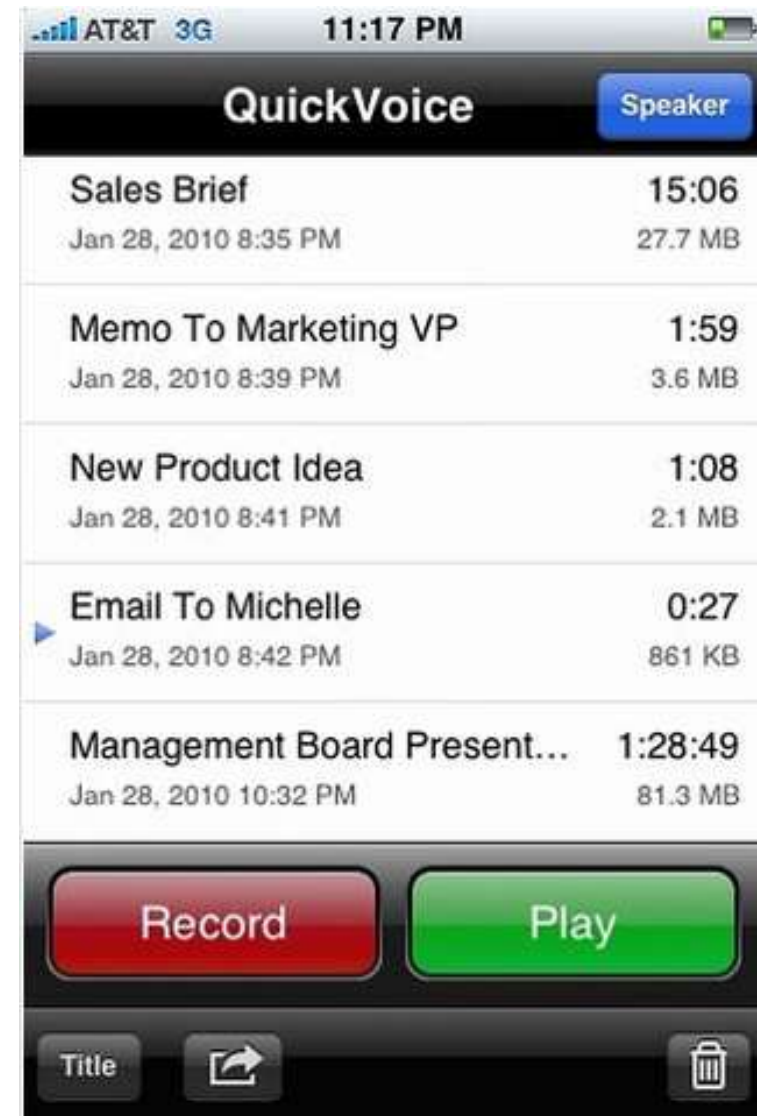 AT&T 3G 11:17 PM
QuickVoice Speaker
Sales Brief 15:06
Jan 28, 2010 8:35 PM 27.7 MB
Memo To Marketing VP 1:59
Jan 28, 2010 8:39 PM 3.6 MB
New Product Idea 1:08
Jan 28, 2010 8:41 PM 2.1 MB
Email To Michelle 0:27
Jan 28, 2010 8:42 PM 861 KB
Management Board Present... 1:28:49
Jan 28, 2010 10:32 PM 81.3 MB
Record Play
Title